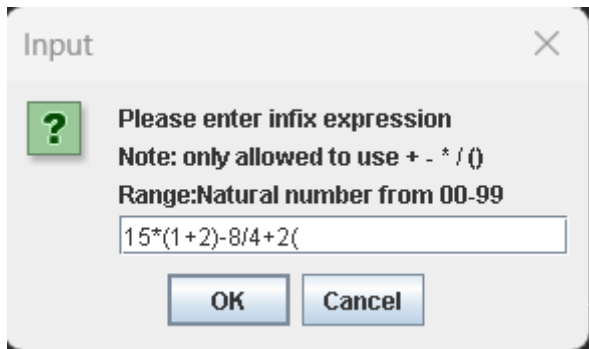 Input
?
Please enter infix expression
Note: only allowed to use + - * / ()
Range:Natural number from 00-99
15*(1+2)-8/4+2(
OK Cancel